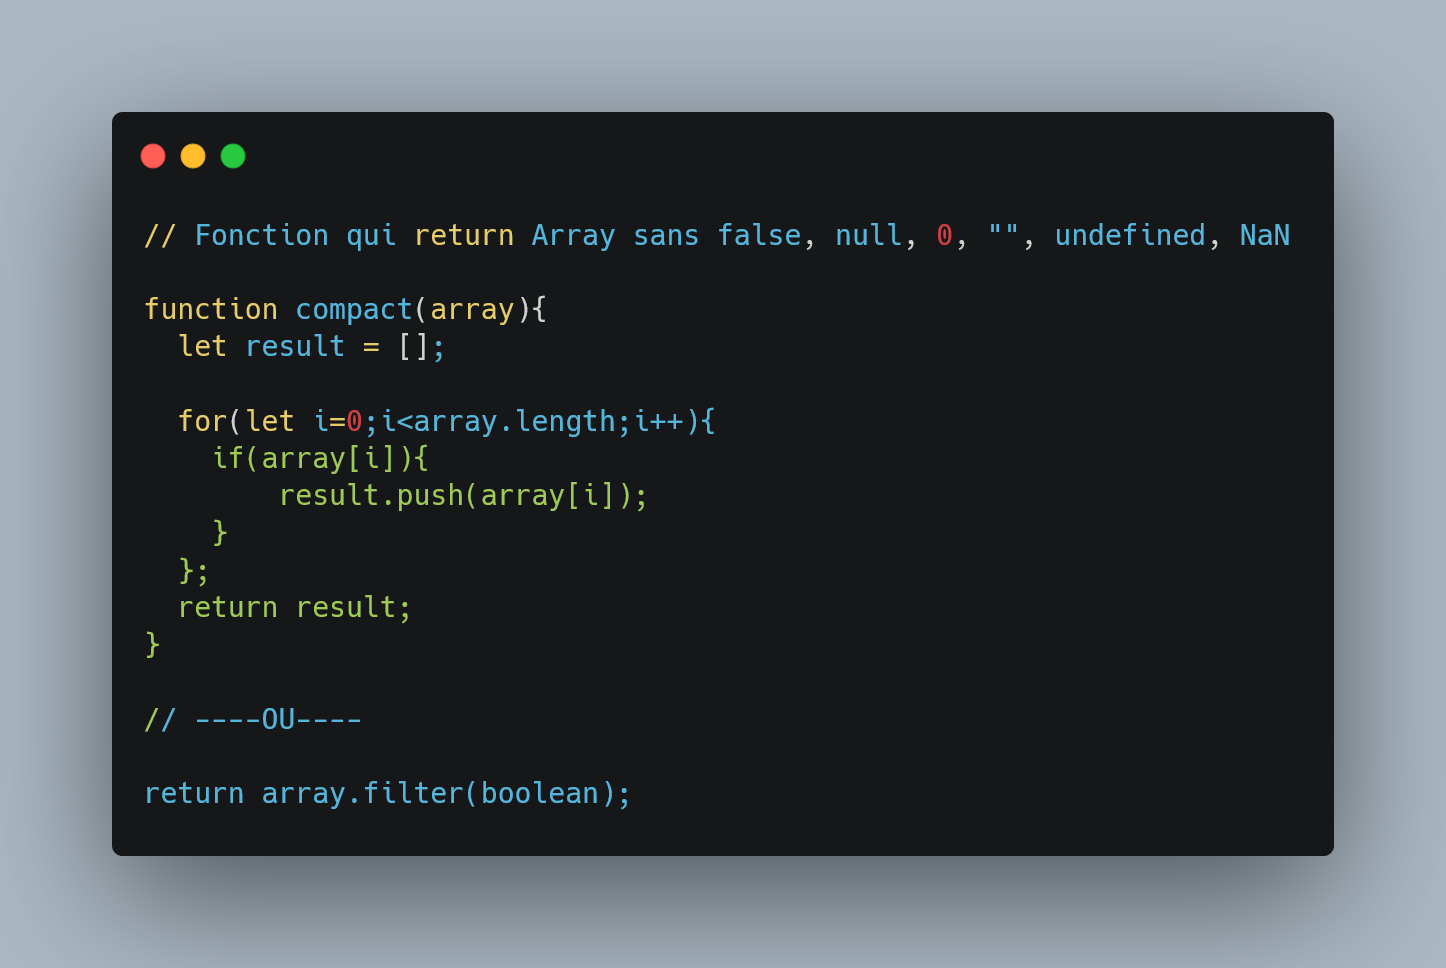 // Fonction qui return Array sans false, null, 0, "", undefined, NaN
function compact(array){
  let result = [];
  for(let i=0;i<array.length;i++){
    if(array[i]){
        result.push(array[i]);
    }
  };
  return result;
}
// ----OU----
return array.filter(boolean);